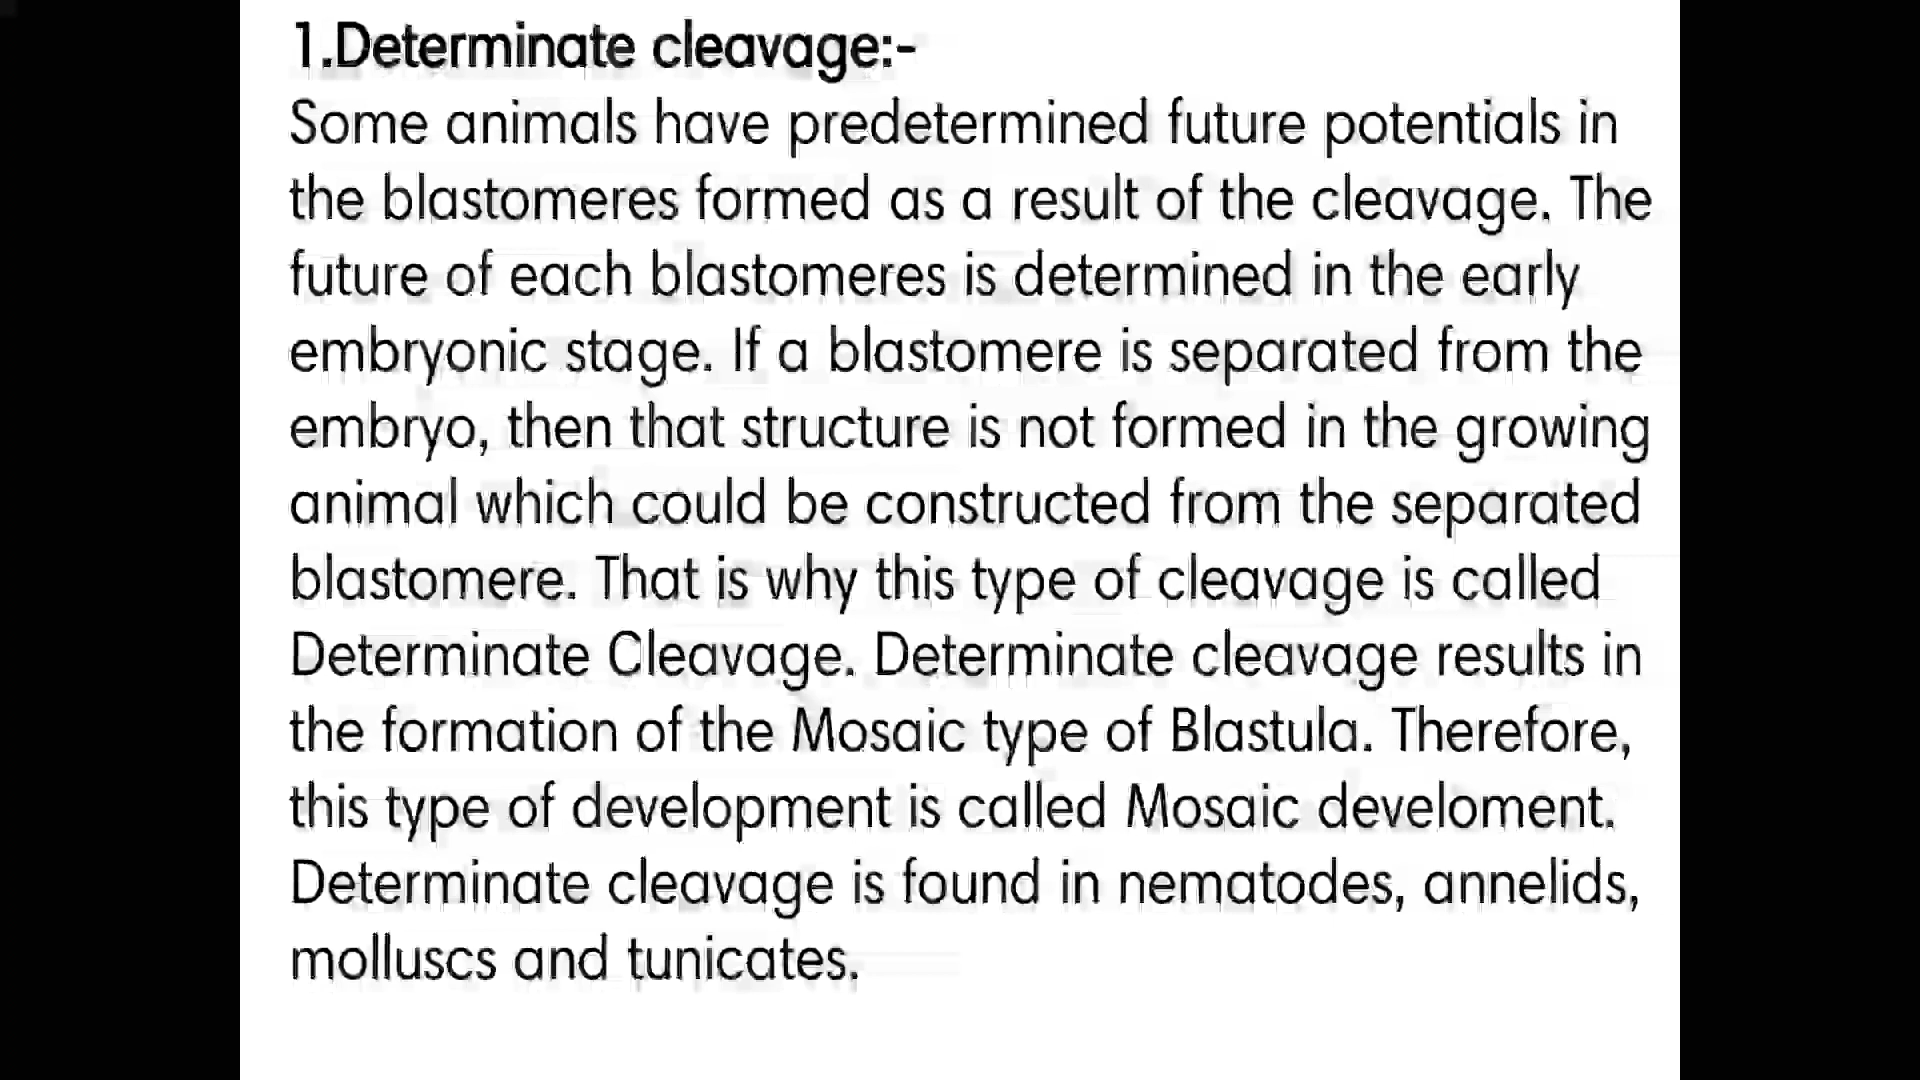 1.Determinate cleavage:-
Some animals have predetermined future potentials in
the blastomeres formed as a result of the cleavage. The
future of each blastomeres is determined in the early
embryonic stage. If a blastomere is separated from the
embryo, then that structure is not formed in the growing
animal which could be constructed from the separated
blastomere. That is why this type of cleavage is called
Determinate Cleavage. Determinate cleavage results in
the formation of the Mosaic type of Blastula. Therefore,
this type of development is called Mosaic develoment.
Determinate cleavage is found in nematodes, annelids,
molluscs and tunicates.